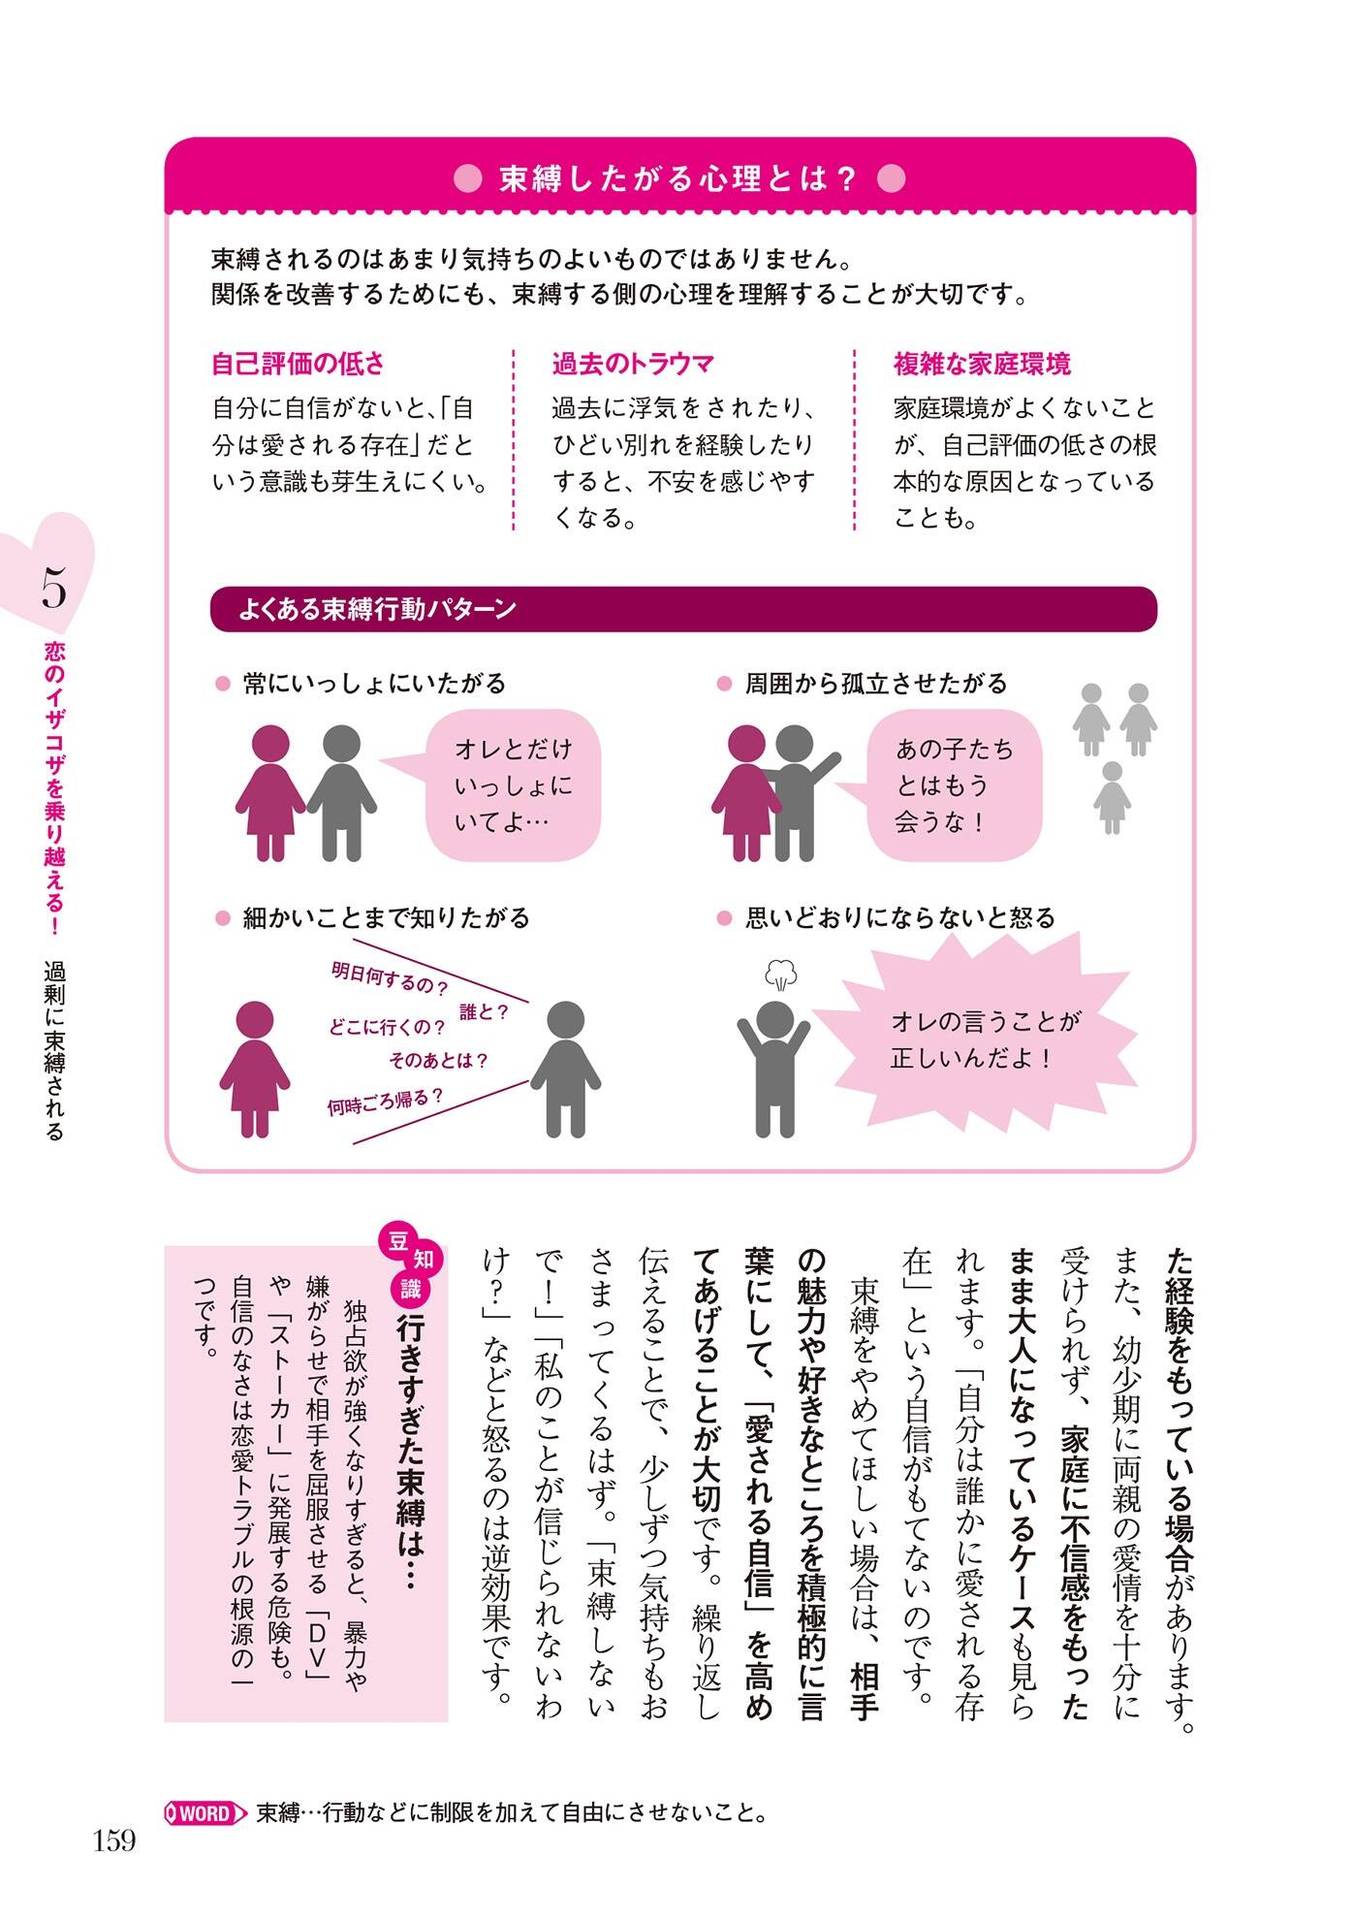 束縛したがる心理とは？
束縛されるのはあまり気持ちのよいものではありません。
関係を改善するためにも、束縛する側の心理を理解することが大切です。
自己評価の低さ
自分に自信がないと、「自
分は愛される存在」だと
いう意識も芽生えにくい。
過去のトラウマ
過去に浮気をされたり、
ひどい別れを経験したり
すると、不安を感じやす
くなる。
複雑な家庭環境
家庭環境がよくないこと
が、自己評価の低さの根
本的な原因となっている
ことも。
よくある束縛行動パターン
常にいっしょにいたがる
オレとだけ
いっしょに
いてよ…
周囲から孤立させたがる
あの子たち
とはもう
会うな！
細かいことまで知りたがる
明日何するの？
誰と？
どこに行くの？
そのあとは？
何時ごろ帰る？
思いどおりにならないと怒る
オレの言うことが
正しいんだよ！
5
恋のイザコザを乗り越える！　過剰に束縛される
た経験をもっている場合があります。
また、幼少期に両親の愛情を十分に
受けられず、家庭に不信感をもった
まま大人になっているケースも見ら
れます。「自分は誰かに愛される存
在」という自信がもてないのです。
束縛をやめてほしい場合は、相手
の魅力や好きなところを積極的に言
葉にして、「愛される自信」を高め
てあげることが大切です。繰り返し
伝えることで、少しずつ気持ちもお
さまってくるはず。「束縛しない
で！」「私のことが信じられないわ
け？」などと怒るのは逆効果です。
豆知識
行きすぎた束縛は…
独占欲が強くなりすぎると、暴力や
嫌がらせで相手を屈服させる「DV」
や「ストーカー」に発展する危険も。
自信のなさは恋愛トラブルの根源の一
つです。
WORD 束縛…行動などに制限を加えて自由にさせないこと。
159